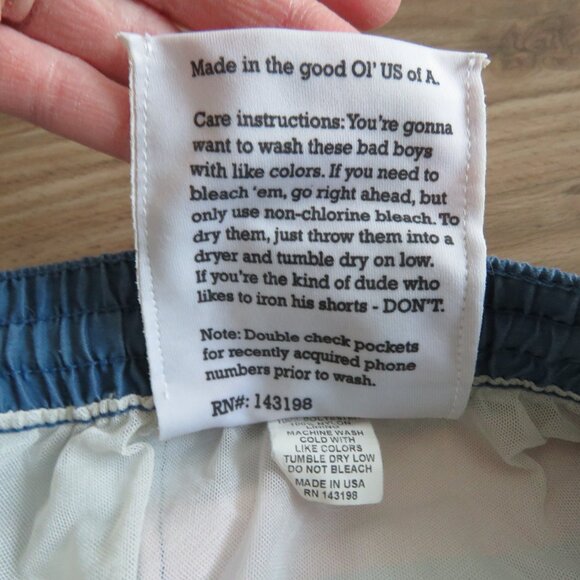 Made in the good Ol' US of A.
Care instructions: You're gonna
want to wash these bad boys
with like colors. If you need to
bleach 'em, go right ahead, but
only use non-chlorine bleach. To
dry them, just throw them into a
dryer and tumble dry on low.
If you're the kind of dude who
likes to iron his shorts - DON'T.
Note: Double check pockets
for recently acquired phone
numbers prior to wash.
RN#: 143198
100% NYLON
LINING
MACHINE WASH
COLD WITH
LIKE COLORS
TUMBLE DRY LOW
DO NOT BLEACH
MADE IN USA
RN 143198